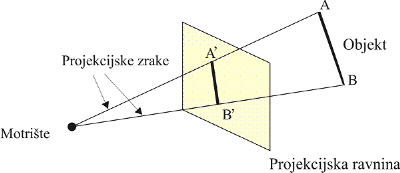 A
Objekt
Projekcijske zrake
A'
B
B'
Motrište
Projekcijska ravnina